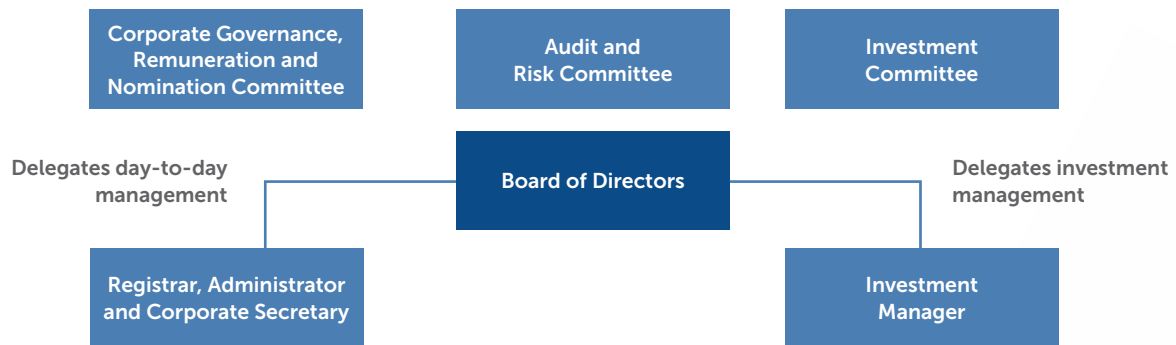 Corporate Governance,
Remuneration and
Nomination Committee
Audit and
Risk Committee
Investment
Committee
Delegates day-to-day
management
Board of Directors
Delegates investment
management
Registrar, Administrator
and Corporate Secretary
Investment
Manager